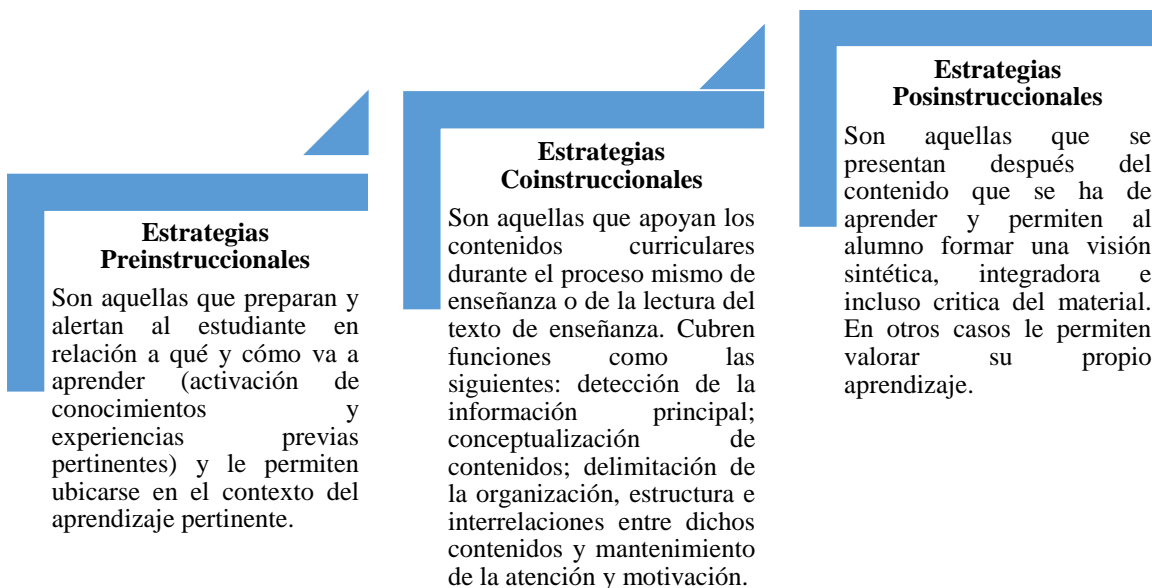 Estrategias
Preinstruccionales
Son aquellas que preparan y
alertan al estudiante en
relación a qué y cómo va a
aprender (activación de
conocimientos y
experiencias previas
pertinentes) y le permiten
ubicarse en el contexto del
aprendizaje pertinente.
Estrategias
Coinstruccionales
Son aquellas que apoyan los
contenidos curriculares
durante el proceso mismo de
enseñanza o de la lectura del
texto de enseñanza. Cubren
funciones como las
siguientes: detección de la
información principal;
conceptualización de
contenidos; delimitación de
la organización, estructura e
interrelaciones entre dichos
contenidos y mantenimiento
de la atención y motivación.
Estrategias
Posinstruccionales
Son aquellas que se
presentan después del
contenido que se ha de
aprender y permiten al
alumno formar una visión
sintética, integradora e
incluso critica del material.
En otros casos le permiten
valorar su propio
aprendizaje.